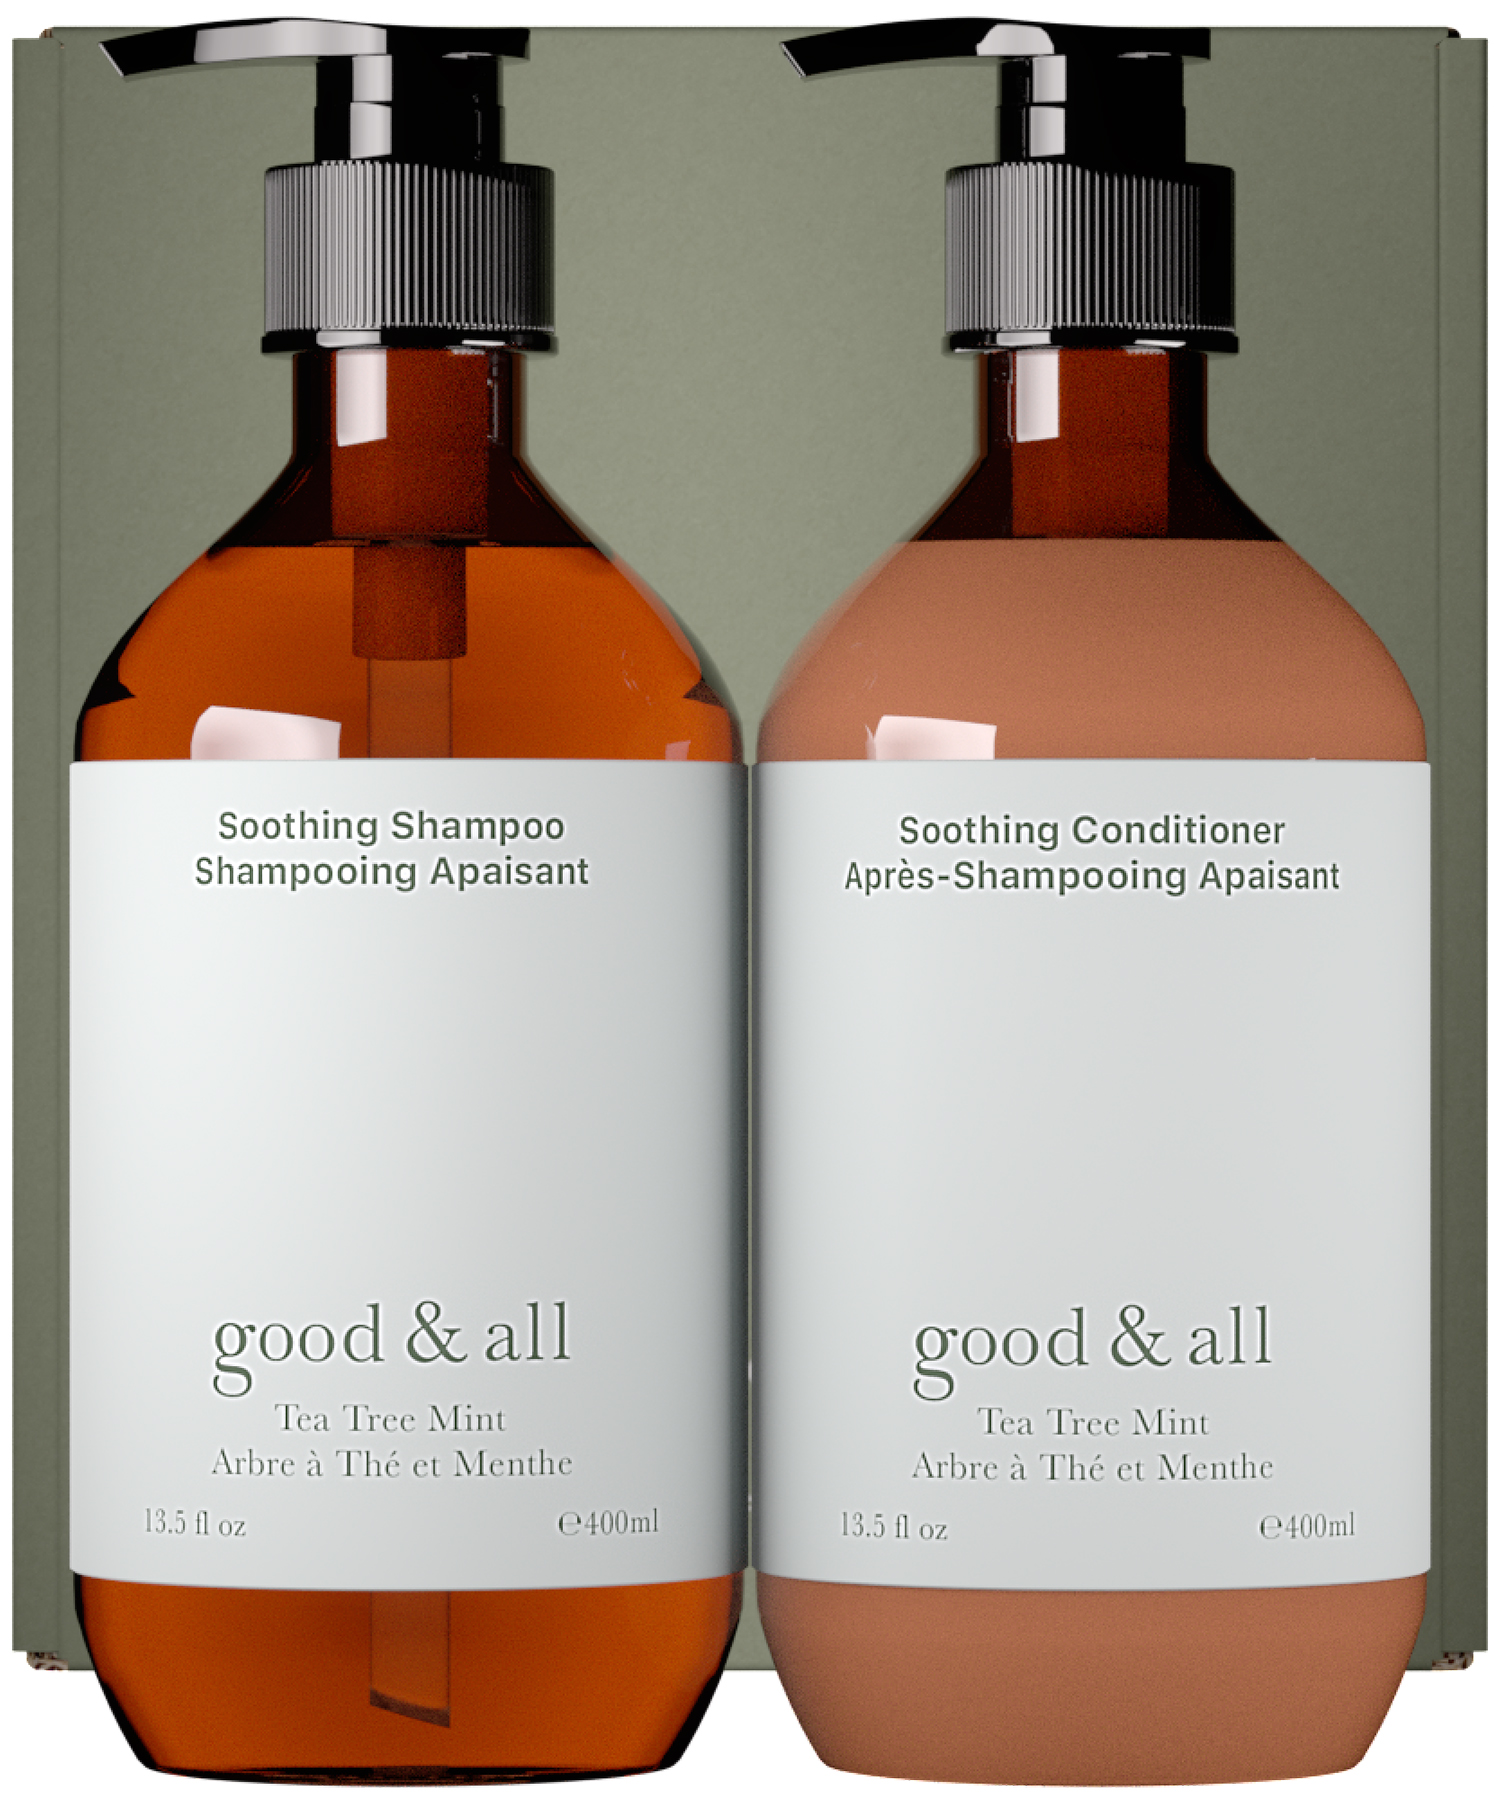 Soothing Shampoo
Shampooing Apaisant
good & all
Tea Tree Mint
Arbre à Thé et Menthe
13.5 fl oz
℮400ml
Soothing Conditioner
Après-Shampooing Apaisant
good & all
Tea Tree Mint
Arbre à Thé et Menthe
13.5 fl oz
℮400ml